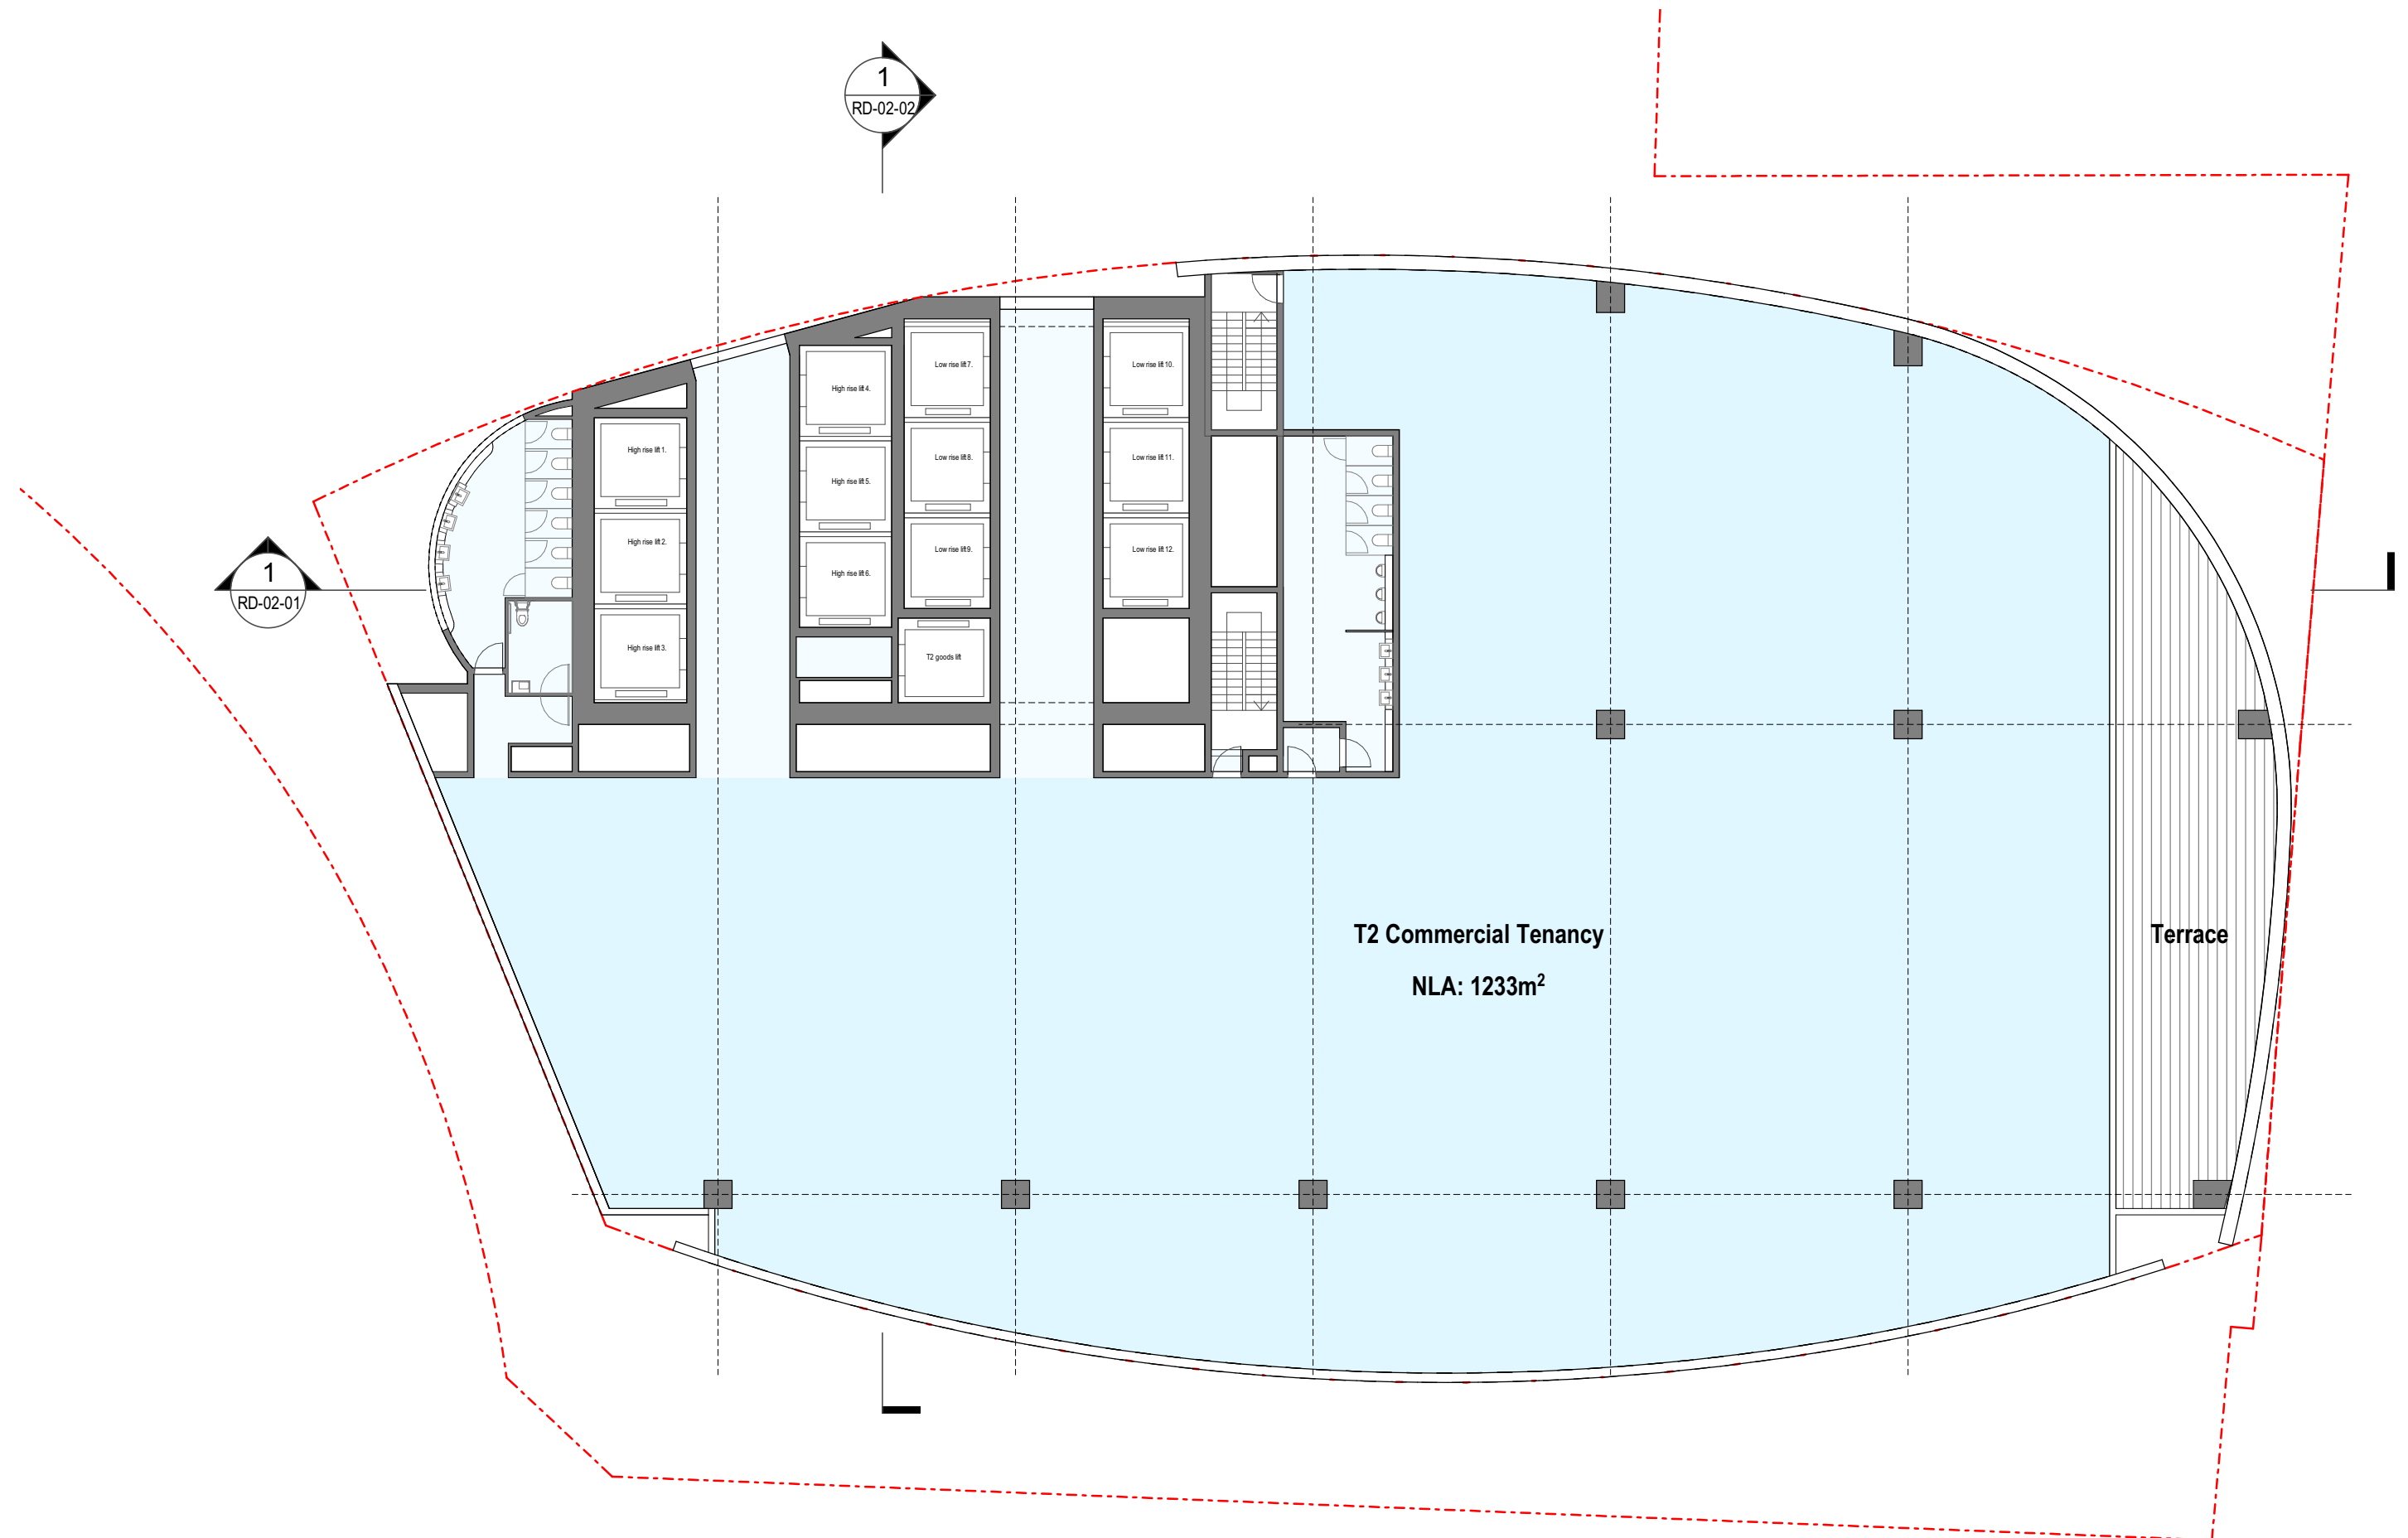 1
RD-02-02
Low rise lift 7.
Low rise lift 10.
High rise lift 4.
High rise lift 1.
Low rise lift 8.
Low rise lift 11.
High rise lift 5.
High rise lift 2.
Low rise lift 9.
Low rise lift 12.
High rise lift 6.
1
RD-02-01
High rise lift 3.
T2 goods lift
T2 Commercial Tenancy
Terrace
NLA: 1233m²